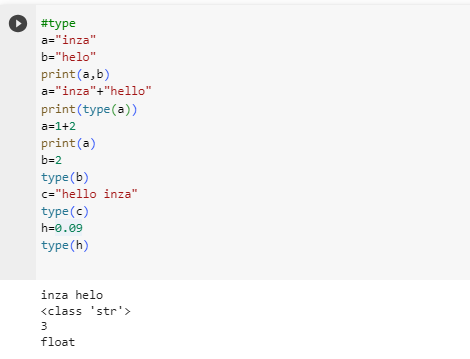 #type
a="inza"
b="helo"
print(a,b)
a="inza"+"hello"
print(type(a))
a=1+2
print(a)
b=2
type(b)
c="hello inza"
type(c)
h=0.09
type(h)
inza helo
<class 'str'>
3
float